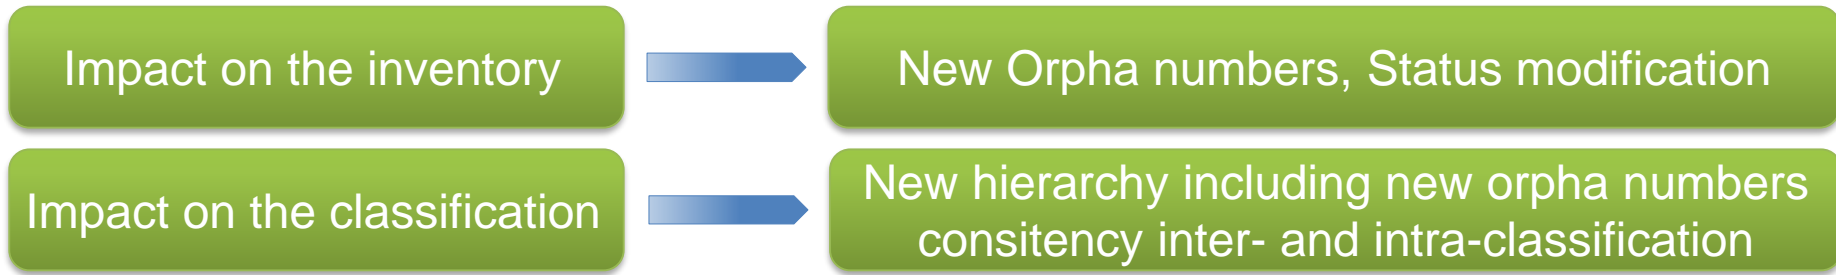 Impact on the inventory
New Orpha numbers, Status modification
Impact on the classification
New hierarchy including new orpha numbers
consitency inter- and intra-classification